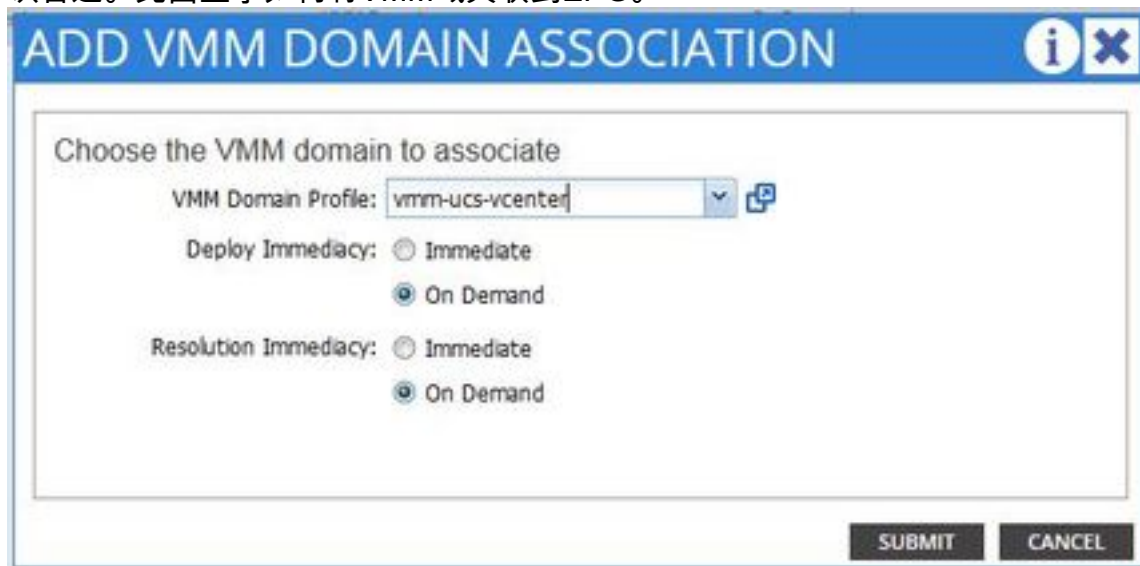 ADD VMM DOMAIN ASSOCIATION
i
Choose the VMM domain to associate
VMM Domain Profile: vmm-ucs-vcenter
Deploy Immediacy: Immediate
On Demand
Resolution Immediacy: Immediate
On Demand
SUBMIT CANCEL